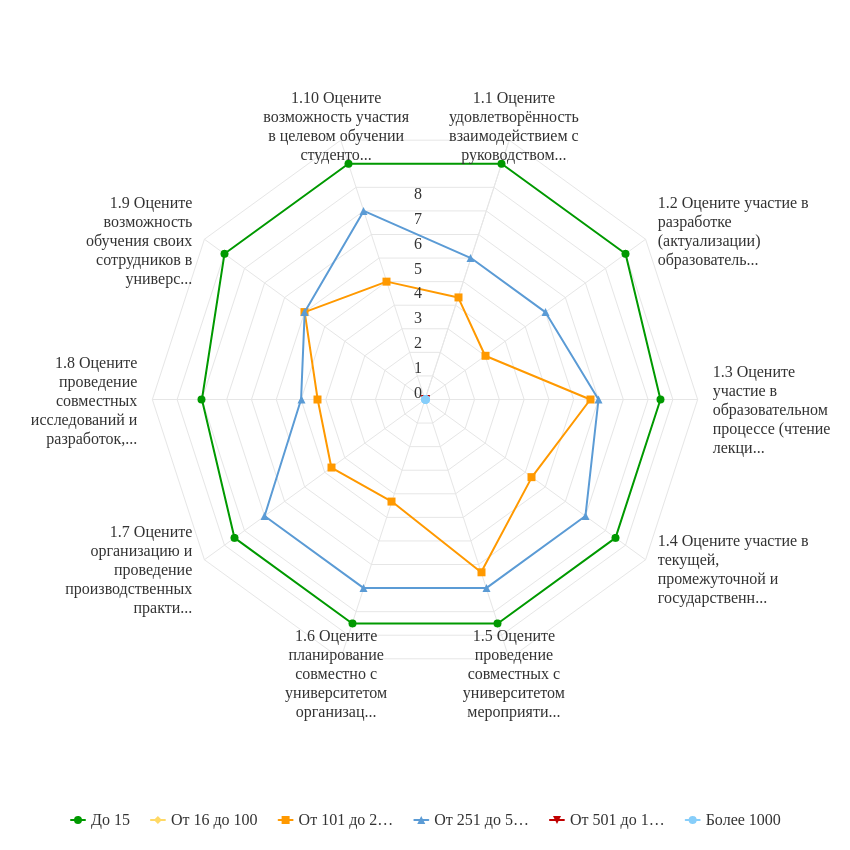 1.10 Оцените
возможность участия
в целевом обучении
студенто...
1.1 Оцените
удовлетворённость
взаимодействием с
руководством...
1.9 Оцените
возможность
обучения своих
сотрудников в
универс...
1.2 Оцените участие в
разработке
(актуализации)
образователь...
8
7
6
5
4
3
2
1
0
1.8 Оцените
проведение
совместных
исследований и
разработок,...
1.3 Оцените
участие в
образовательном
процессе (чтение
лекци...
1.7 Оцените
организацию и
проведение
производственных
практи...
1.4 Оцените участие в
текущей,
промежуточной и
государственн...
1.6 Оцените
планирование
совместно с
университетом
организац...
1.5 Оцените
проведение
совместных с
университетом
мероприяти...
До 15 От 16 до 100 От 101 до 2… От 251 до 5… От 501 до 1… Более 1000